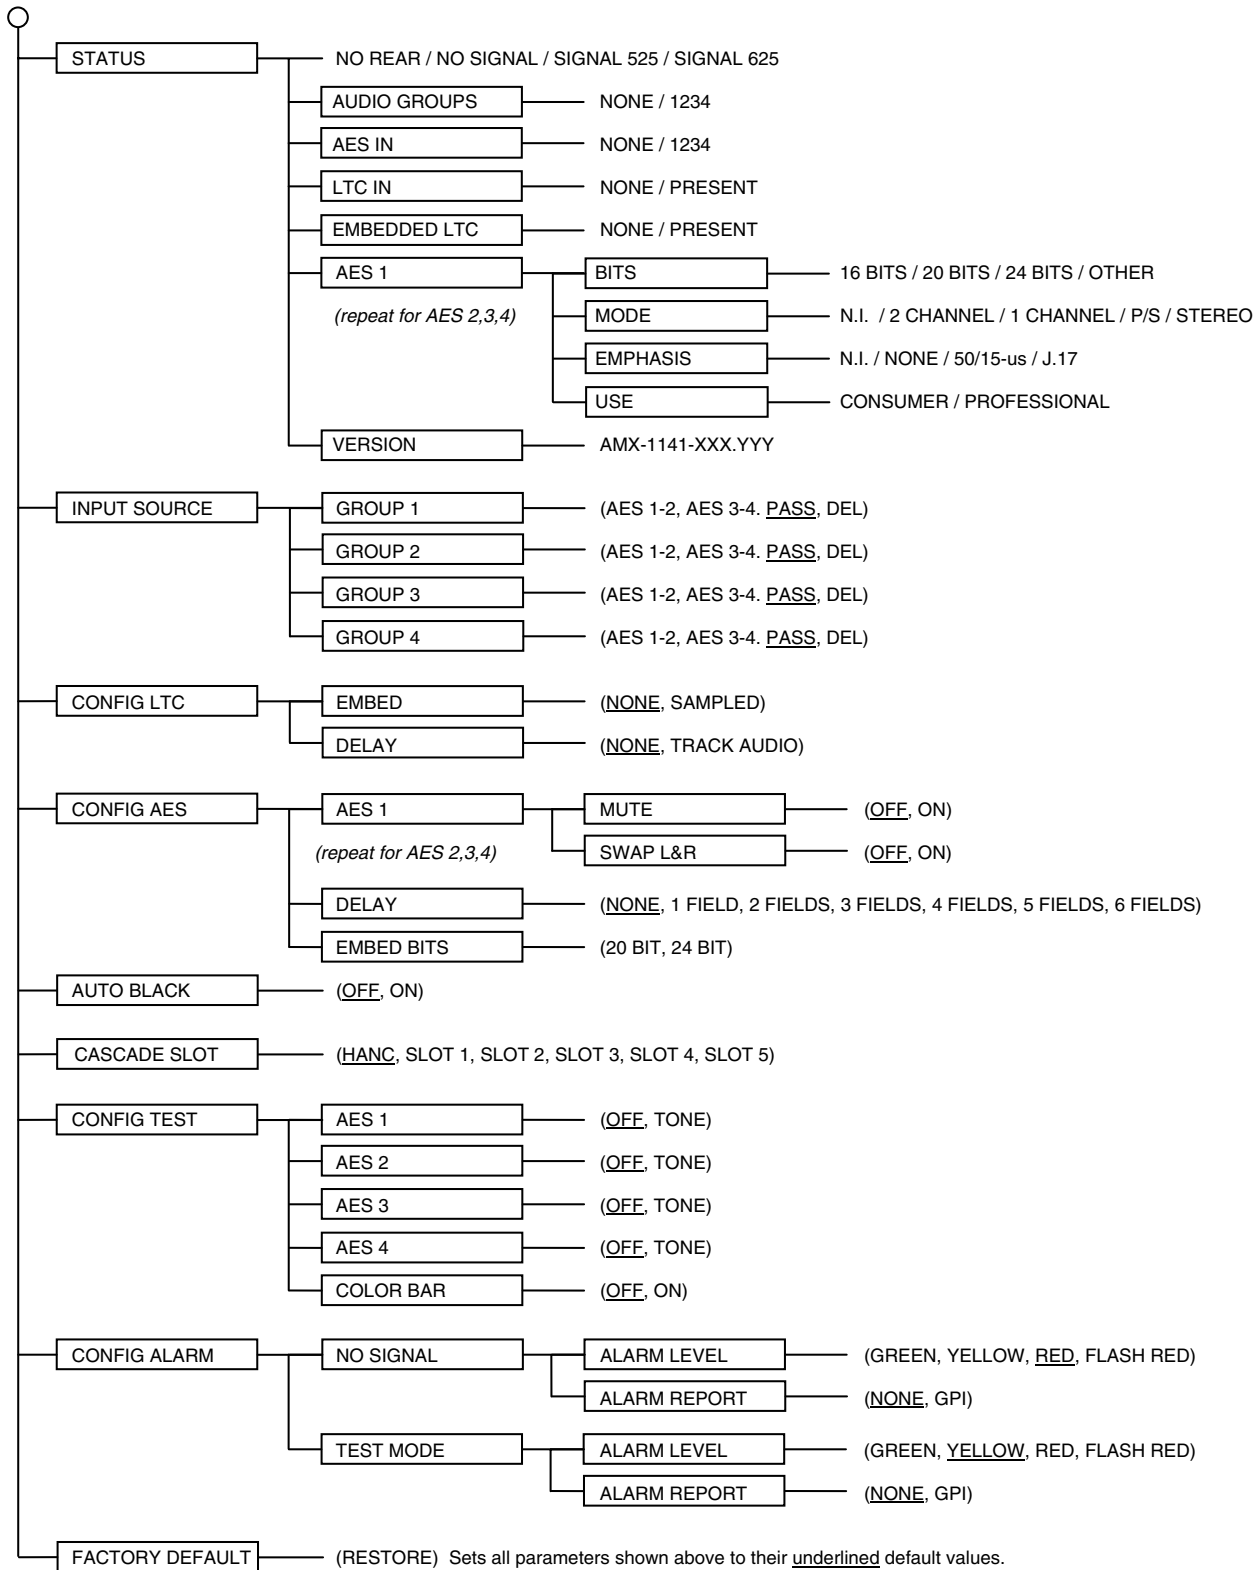 STATUS NO REAR / NO SIGNAL / SIGNAL 525 / SIGNAL 625
AUDIO GROUPS NONE / 1234
AES IN NONE / 1234
LTC IN NONE / PRESENT
EMBEDDED LTC NONE / PRESENT
AES 1 BITS 16 BITS / 20 BITS / 24 BITS / OTHER
(repeat for AES 2,3,4) MODE N.I. / 2 CHANNEL / 1 CHANNEL / P/S / STEREO
EMPHASIS N.I. / NONE / 50/15-us / J.17
USE CONSUMER / PROFESSIONAL
VERSION AMX-1141-XXX.YYY
INPUT SOURCE GROUP 1 (AES 1-2, AES 3-4. PASS, DEL)
GROUP 2 (AES 1-2, AES 3-4. PASS, DEL)
GROUP 3 (AES 1-2, AES 3-4. PASS, DEL)
GROUP 4 (AES 1-2, AES 3-4. PASS, DEL)
CONFIG LTC EMBED (NONE, SAMPLED)
DELAY (NONE, TRACK AUDIO)
CONFIG AES AES 1 MUTE (OFF, ON)
(repeat for AES 2,3,4) SWAP L&R (OFF, ON)
DELAY (NONE, 1 FIELD, 2 FIELDS, 3 FIELDS, 4 FIELDS, 5 FIELDS, 6 FIELDS)
EMBED BITS (20 BIT, 24 BIT)
AUTO BLACK (OFF, ON)
CASCADE SLOT (HANC, SLOT 1, SLOT 2, SLOT 3, SLOT 4, SLOT 5)
CONFIG TEST AES 1 (OFF, TONE)
AES 2 (OFF, TONE)
AES 3 (OFF, TONE)
AES 4 (OFF, TONE)
COLOR BAR (OFF, ON)
CONFIG ALARM NO SIGNAL ALARM LEVEL (GREEN, YELLOW, RED, FLASH RED)
ALARM REPORT (NONE, GPI)
TEST MODE ALARM LEVEL (GREEN, YELLOW, RED, FLASH RED)
ALARM REPORT (NONE, GPI)
FACTORY DEFAULT (RESTORE) Sets all parameters shown above to their underlined default values.